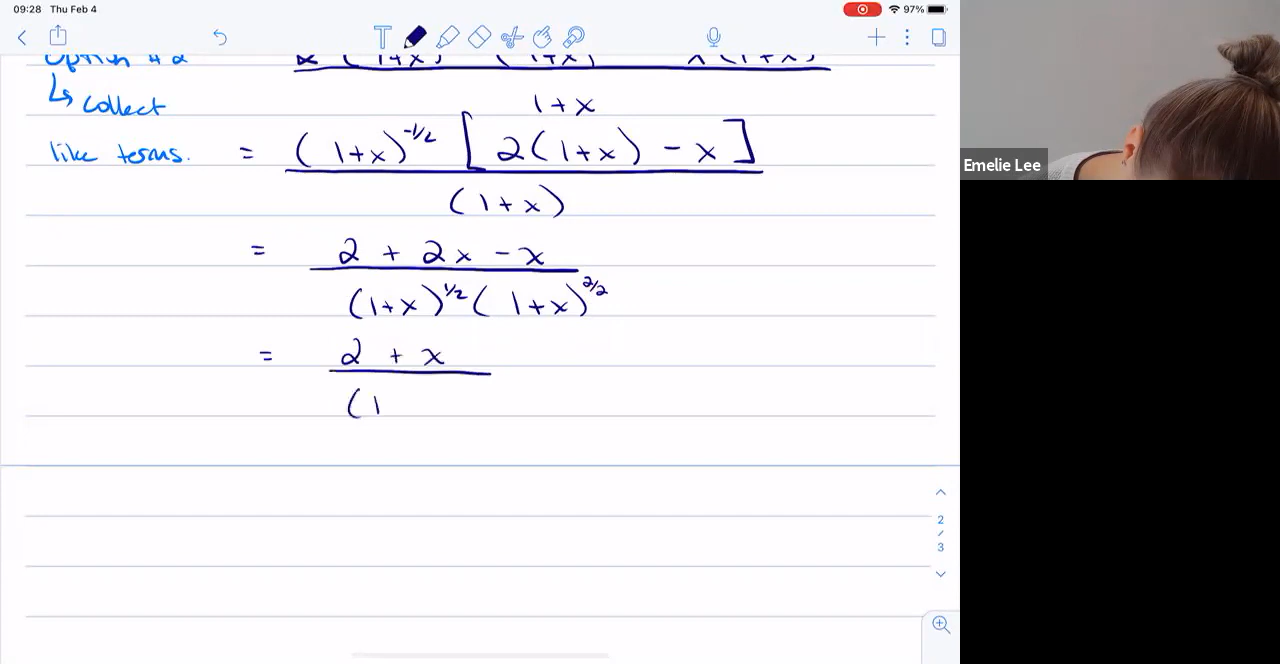 09:28 Thu Feb 4
97%
Option #2
↳ collect
like terms.
1+x
= (1+x)^-1/2 [2(1+x) - x]
(1+x)
= 2 + 2x - x
(1+x)^1/2 (1+x)^2/2
= 2 + x
(1
Emelie Lee
2
/
3